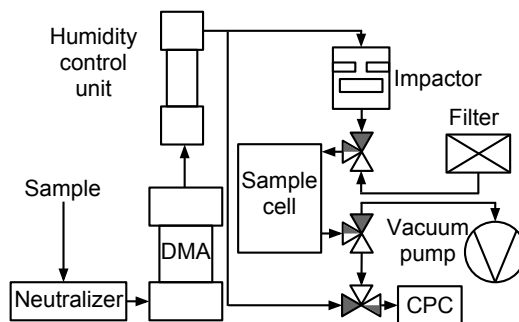 Humidity
control
unit
Impactor
Filter
Sample
Sample
cell
DMA
Vacuum
pump
Neutralizer
CPC